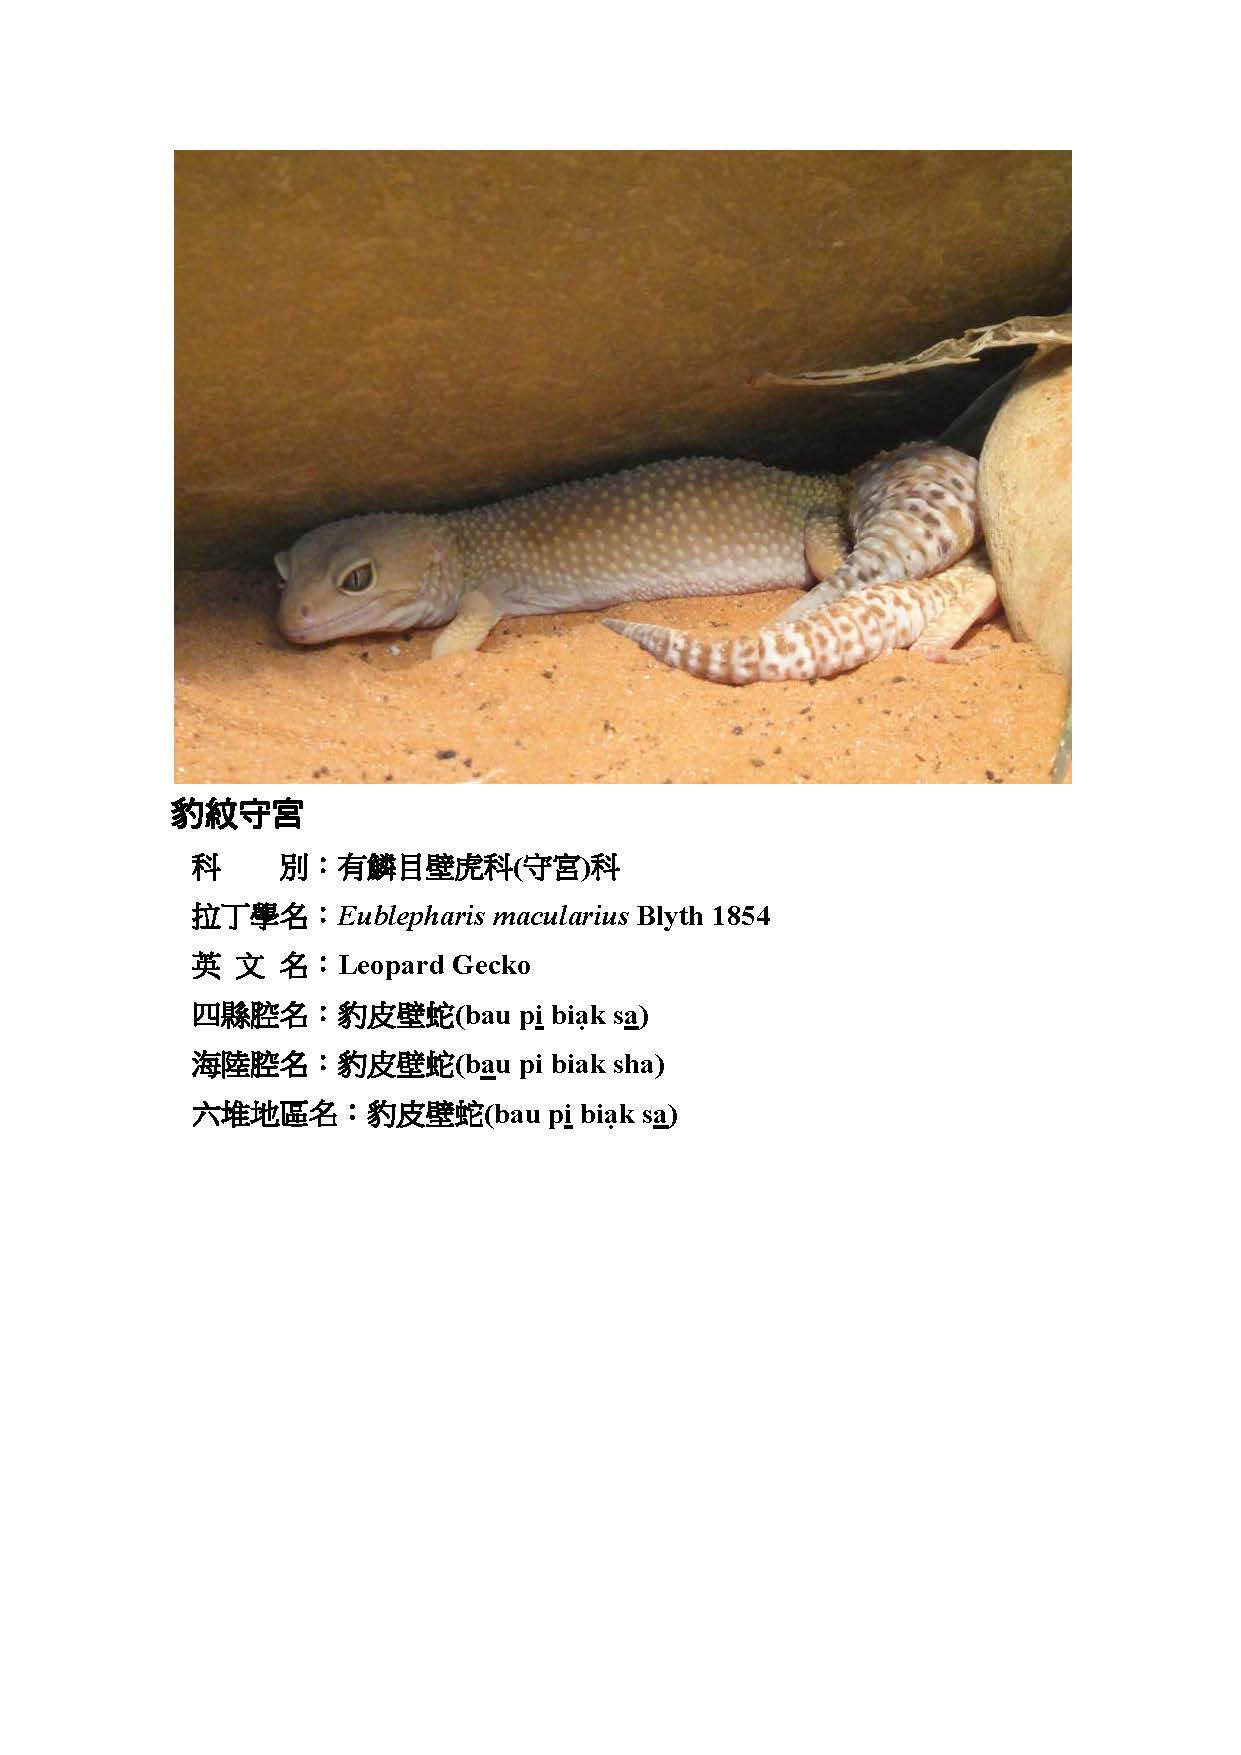 豹紋守宮
科　　別：有鱗目壁虎科(守宮)科
拉丁學名：Eublepharis macularius Blyth 1854
英 文 名：Leopard Gecko
四縣腔名：豹皮壁蛇(bau pi̲ biạk sa̲)
海陸腔名：豹皮壁蛇(ba̲u pi biak sha)
六堆地區名：豹皮壁蛇(bau pi̲ biạk sa̲)